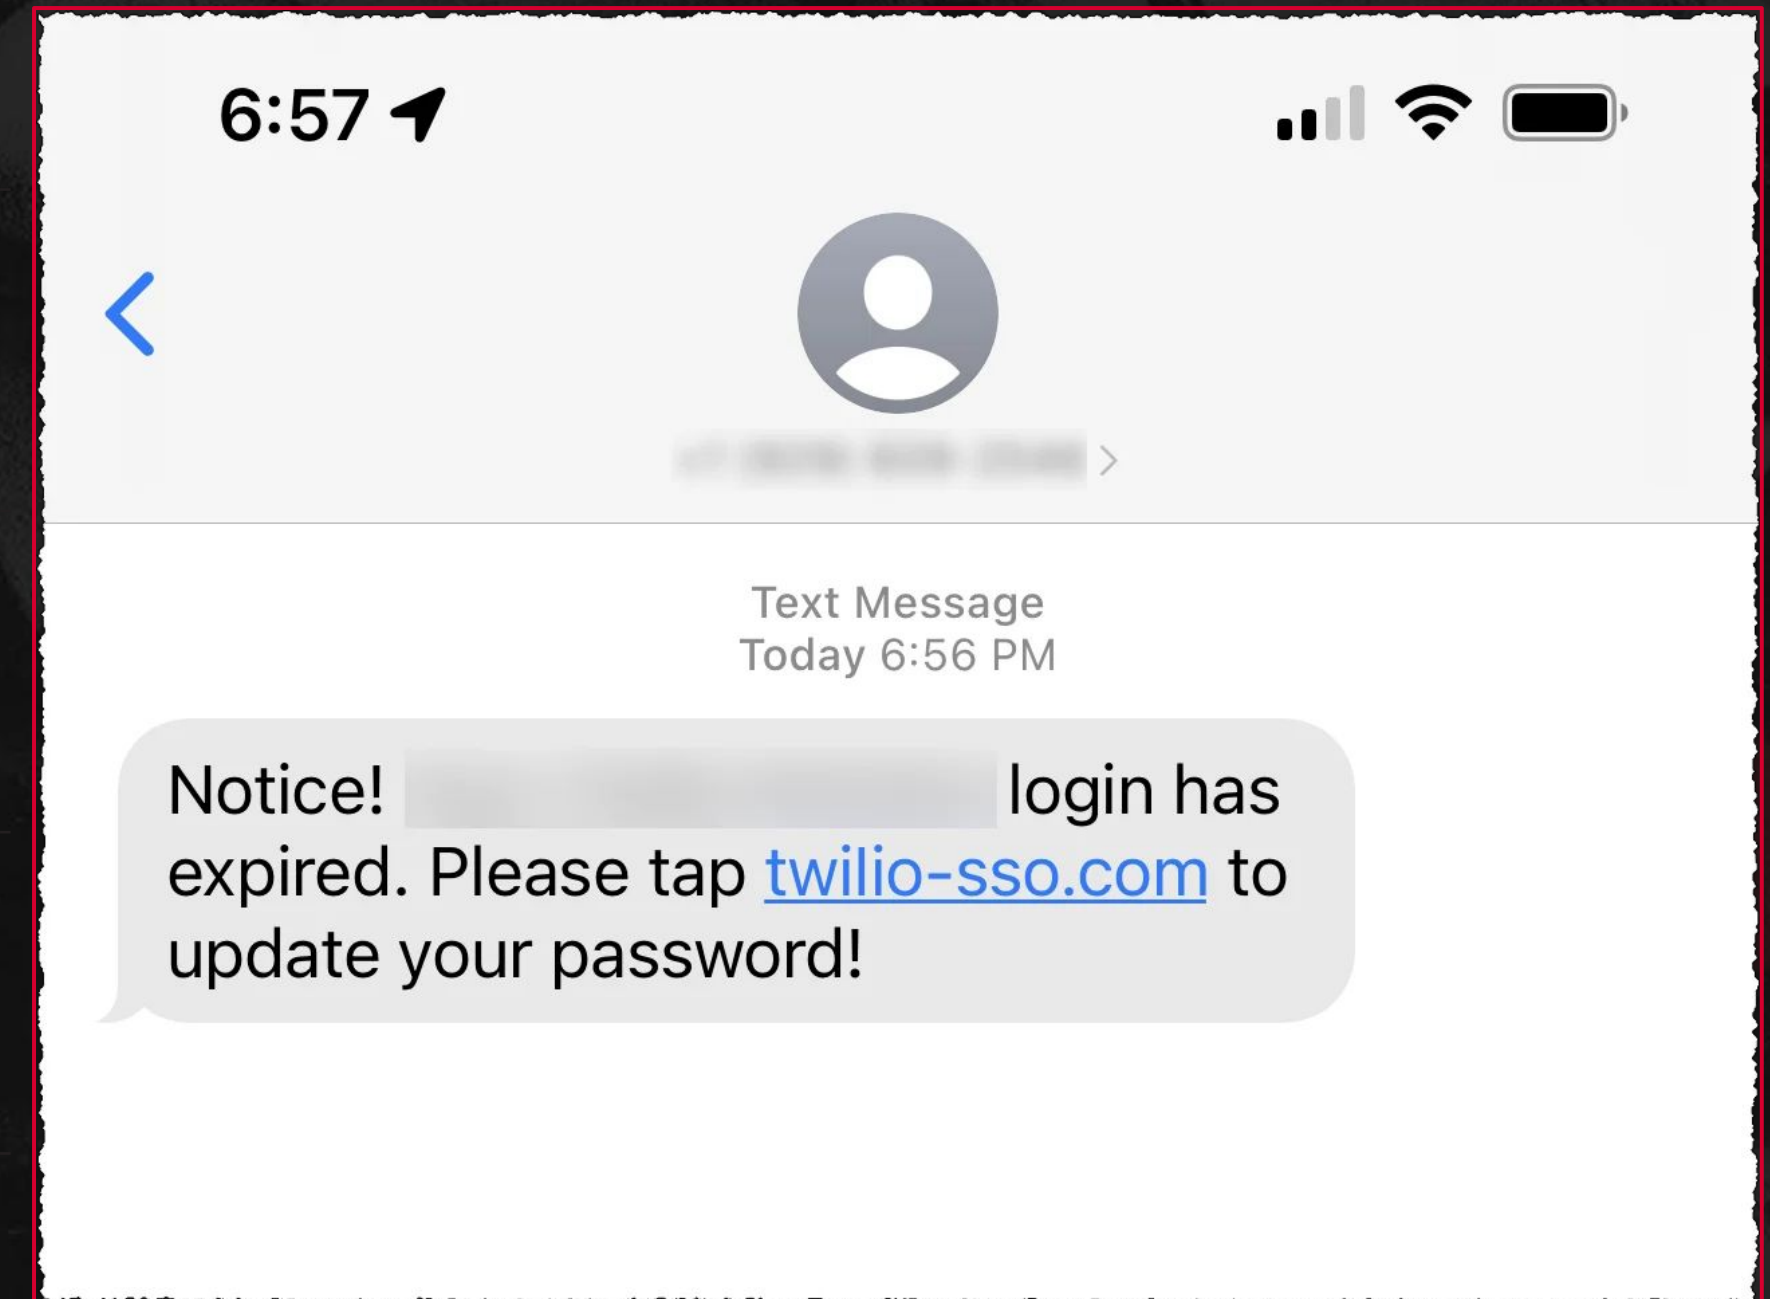 6:57
Text Message
Today 6:56 PM
Notice! login has
expired. Please tap twilio-sso.com to
update your password!